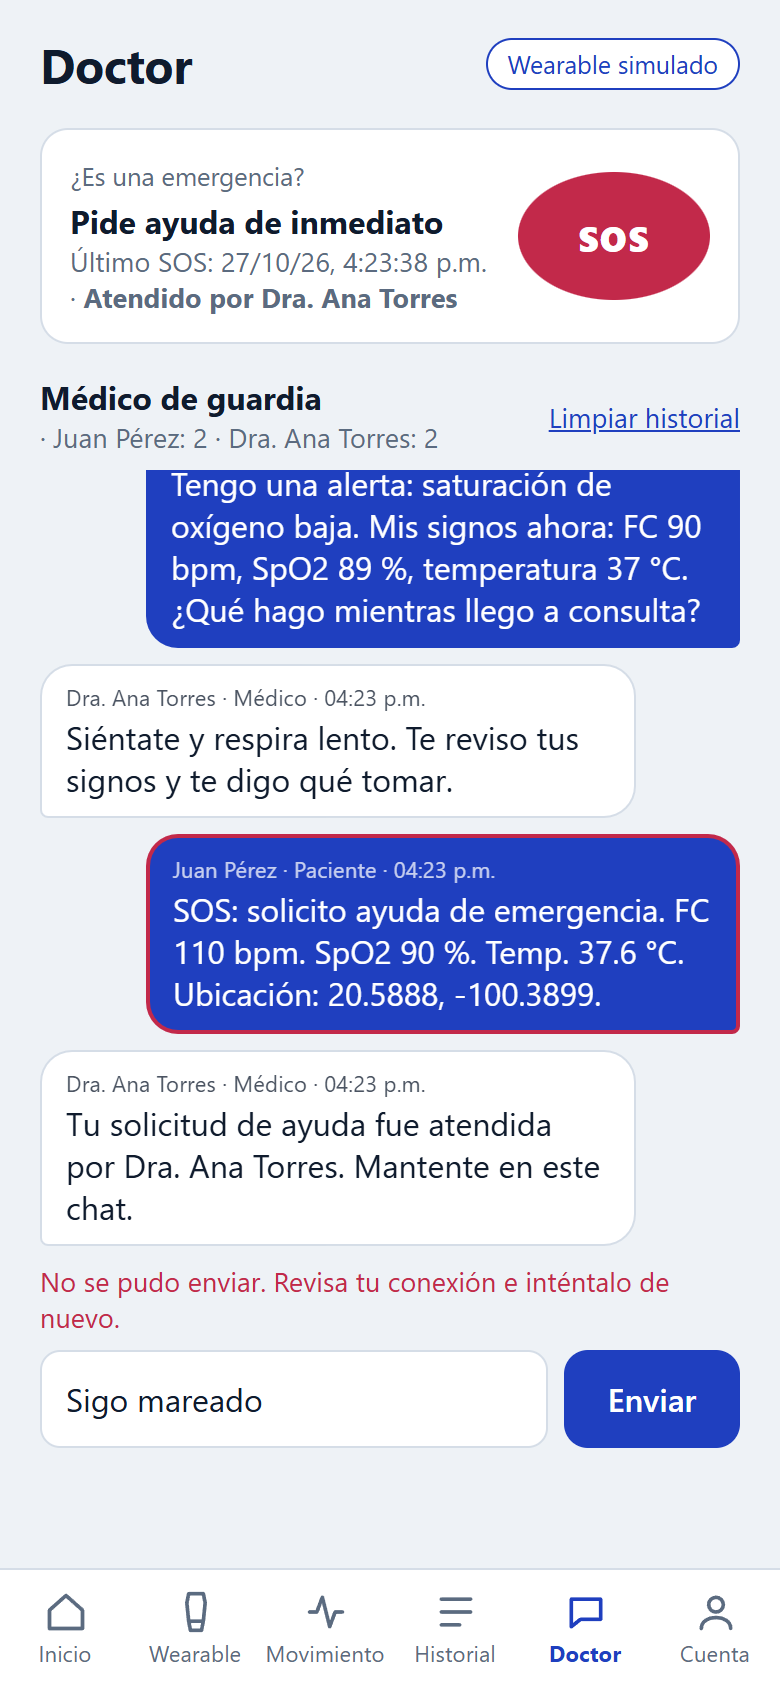 Doctor
Wearable simulado
¿Es una emergencia?
Pide ayuda de inmediato
Último SOS: 27/10/26, 4:23:38 p.m.
· Atendido por Dra. Ana Torres
SOS
Médico de guardia
· Juan Pérez: 2 · Dra. Ana Torres: 2
Limpiar historial
Tengo una alerta: saturación de
oxígeno baja. Mis signos ahora: FC 90
bpm, SpO2 89 %, temperatura 37 °C.
¿Qué hago mientras llego a consulta?
Dra. Ana Torres · Médico · 04:23 p.m.
Siéntate y respira lento. Te reviso tus
signos y te digo qué tomar.
Juan Pérez · Paciente · 04:23 p.m.
SOS: solicito ayuda de emergencia. FC
110 bpm. SpO2 90 %. Temp. 37.6 °C.
Ubicación: 20.5888, -100.3899.
Dra. Ana Torres · Médico · 04:23 p.m.
Tu solicitud de ayuda fue atendida
por Dra. Ana Torres. Mantente en este
chat.
No se pudo enviar. Revisa tu conexión e inténtalo de
nuevo.
Sigo mareado
Enviar
Inicio
Wearable
Movimiento
Historial
Doctor
Cuenta